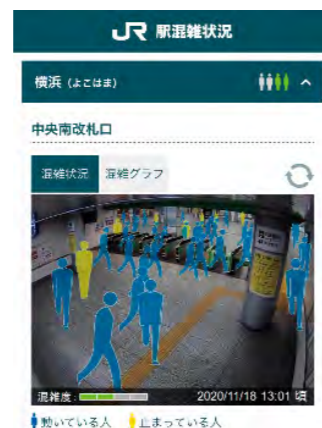 JR 駅混雑状況
横浜 (よこはま)
中央南改札口
混雑状況 混雑グラフ
混雑度:
2020/11/18 13:01 頃
動いている人 止まっている人